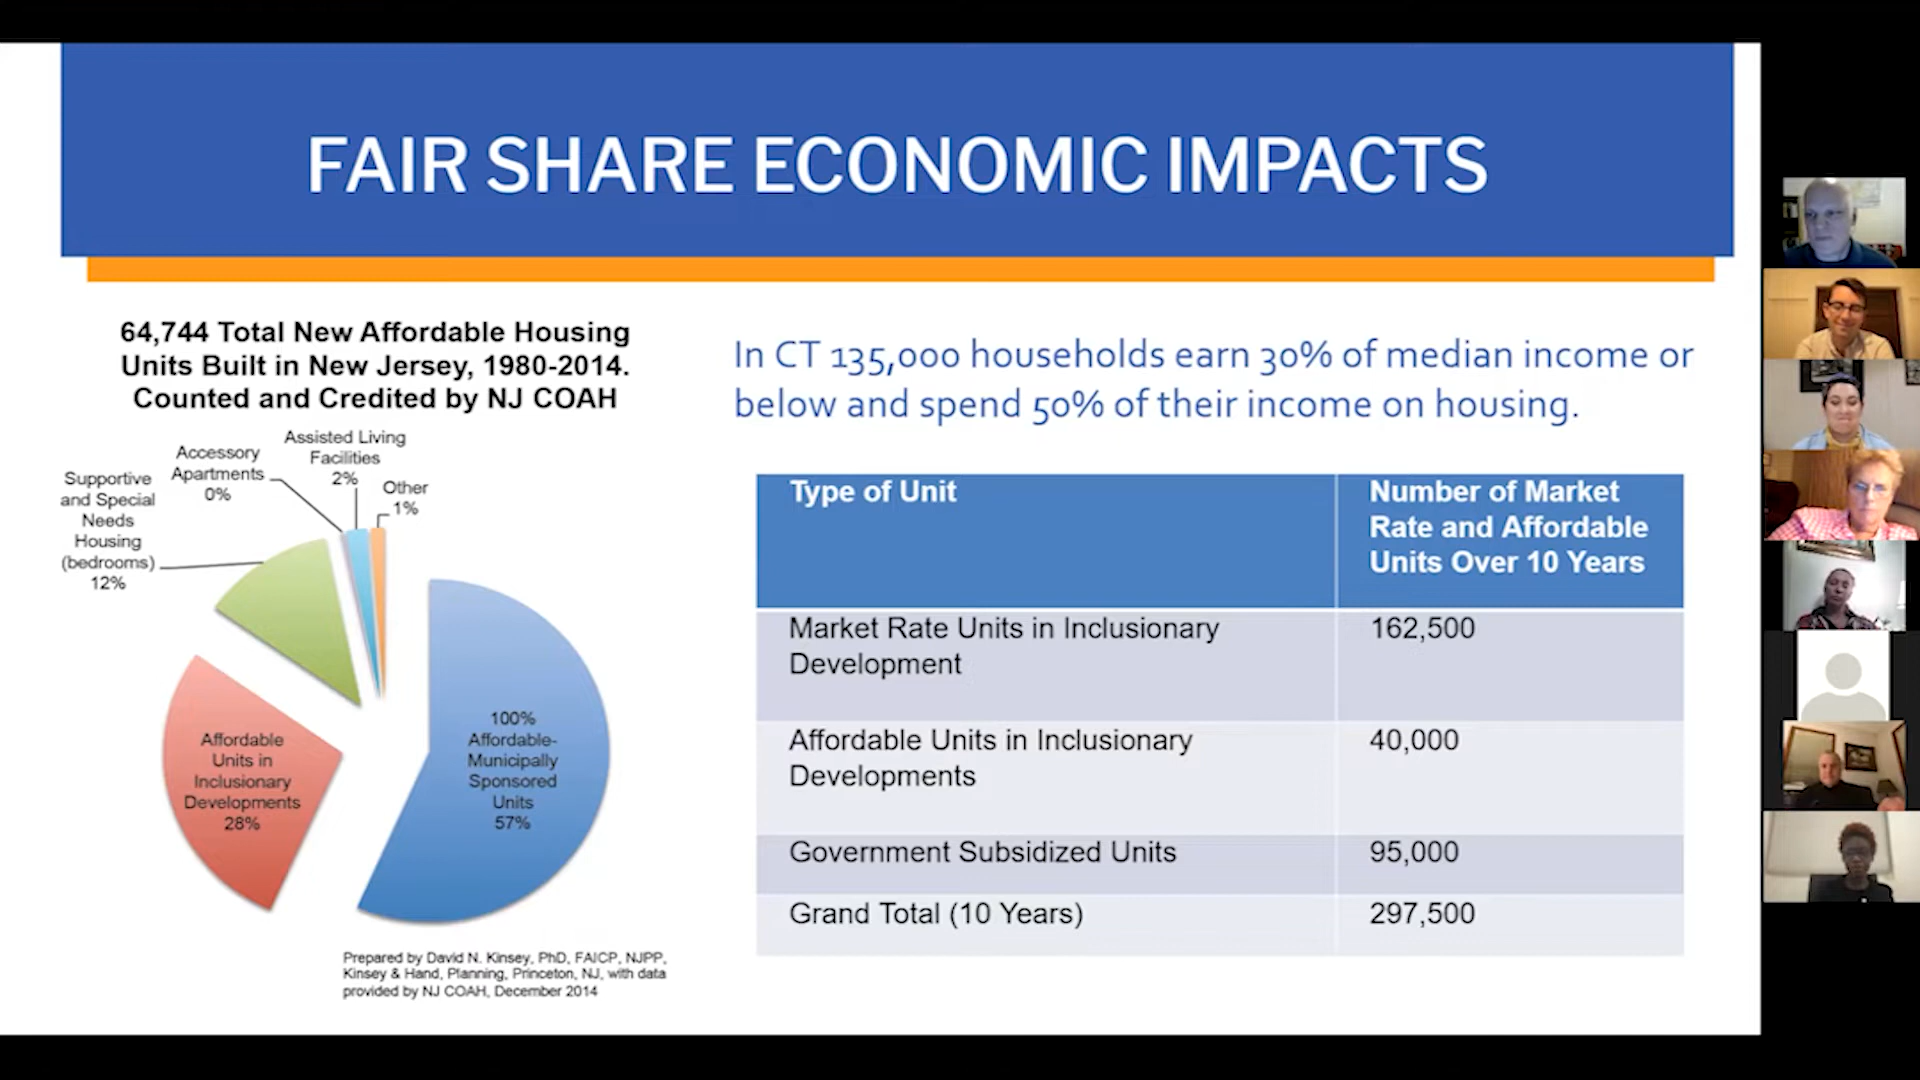 FAIR SHARE ECONOMIC IMPACTS
64,744 Total New Affordable Housing
Units Built in New Jersey, 1980-2014.
Counted and Credited by NJ COAH
Assisted Living
Facilities
2%
Accessory
Apartments
0%
Other
1%
Supportive
and Special
Needs
Housing
(bedrooms)
12%
100%
Affordable-
Municipally
Sponsored
Units
57%
Affordable
Units in
Inclusionary
Developments
28%
Prepared by David N. Kinsey, PhD, FAICP, NJPP,
Kinsey & Hand, Planning, Princeton, NJ, with data
provided by NJ COAH, December 2014
In CT 135,000 households earn 30% of median income or
below and spend 50% of their income on housing.
Type of Unit
Number of Market
Rate and Affordable
Units Over 10 Years
Market Rate Units in Inclusionary
Development
162,500
Affordable Units in Inclusionary
Developments
40,000
Government Subsidized Units
95,000
Grand Total (10 Years)
297,500